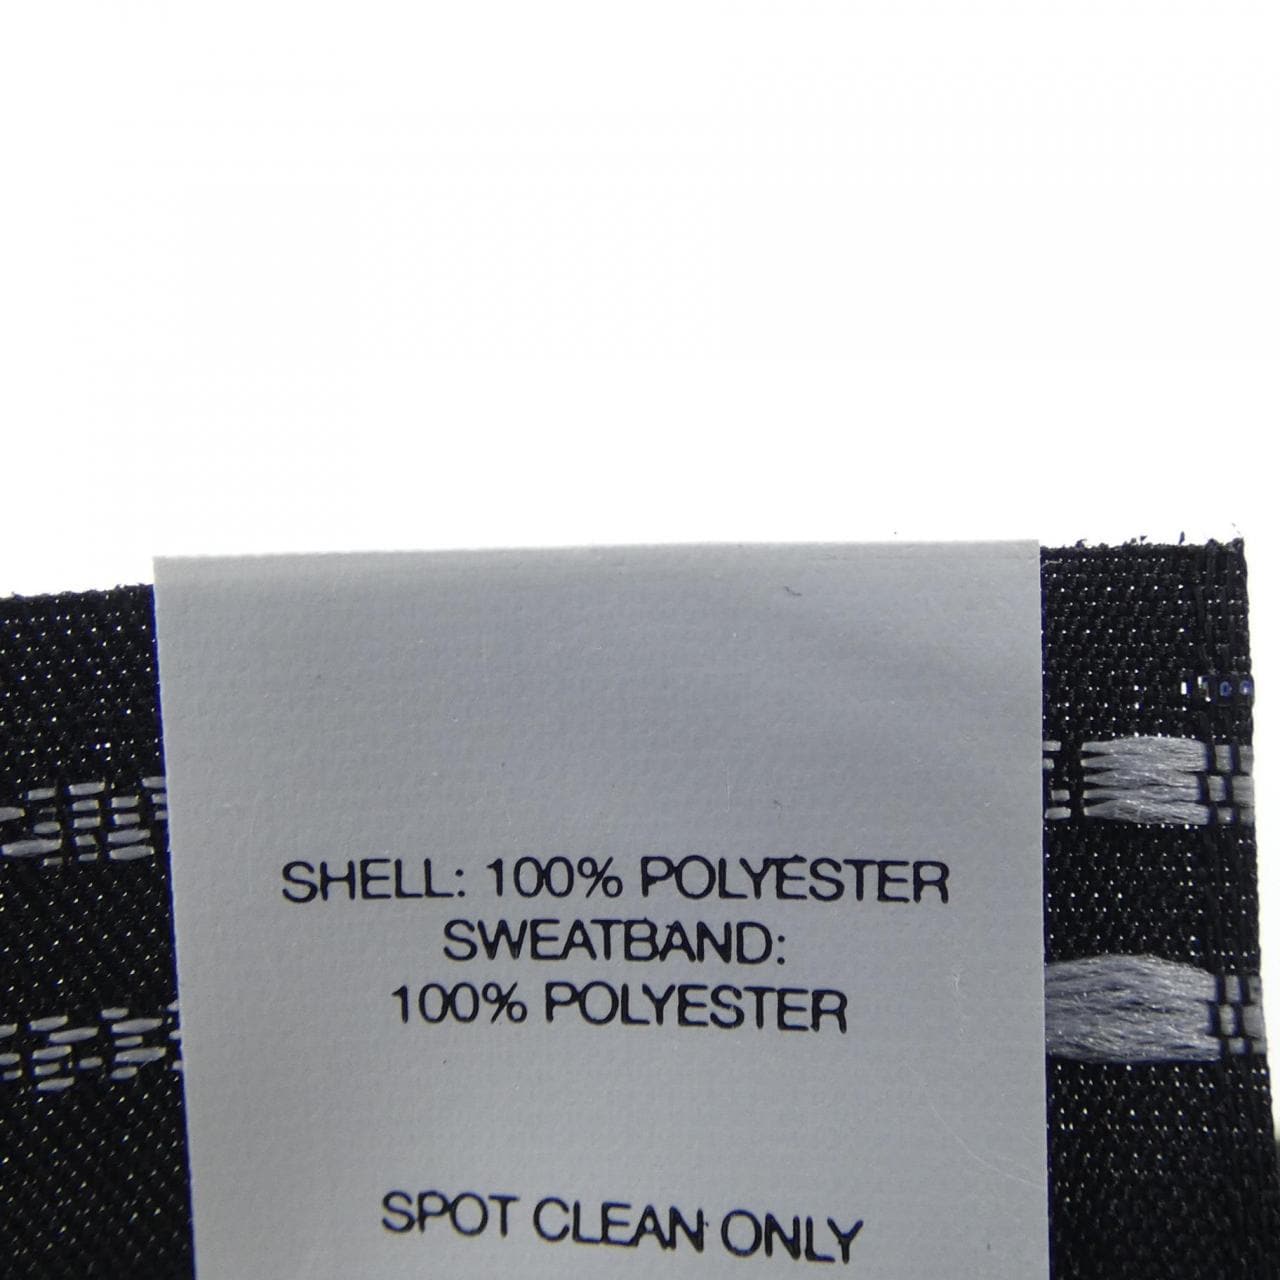 SHELL: 100% POLYESTER
SWEATBAND:
100% POLYESTER
SPOT CLEAN ONLY